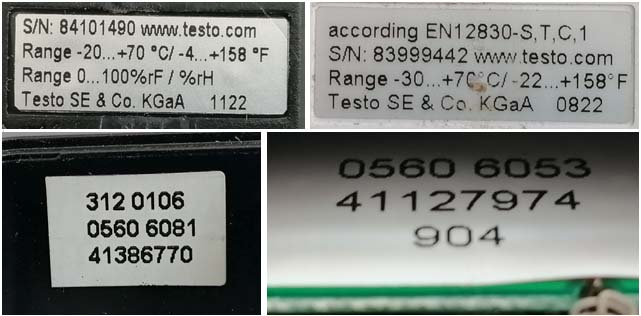 S/N: 84101490 www.testo.com
Range -20...+70 °C/ -4...+158 °F
Range 0...100%rF / %rH
Testo SE & Co. KGaA 1122
according EN12830-S,T,C,1
S/N: 83999442 www.testo.com
Range -30...+70°C/ -22...+158°F
Testo SE & Co. KGaA 0822
312 0106
0560 6081
41386770
0560 6053
41127974
904